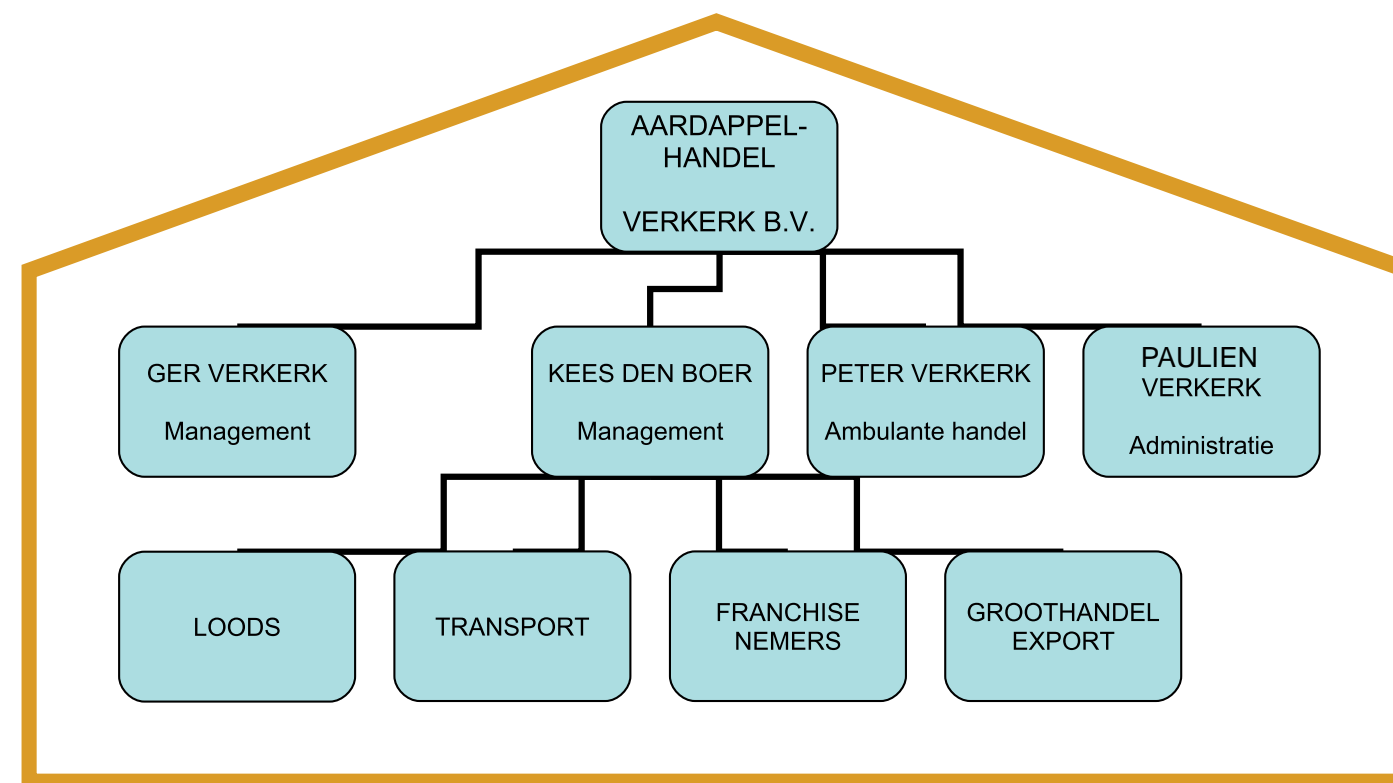 AARDAPPEL-
HANDEL
VERKERK B.V.
GER VERKERK
Management
KEES DEN BOER
Management
PETER VERKERK
Ambulante handel
PAULIEN
VERKERK
Administratie
LOODS
TRANSPORT
FRANCHISE
NEMERS
GROOTHANDEL
EXPORT